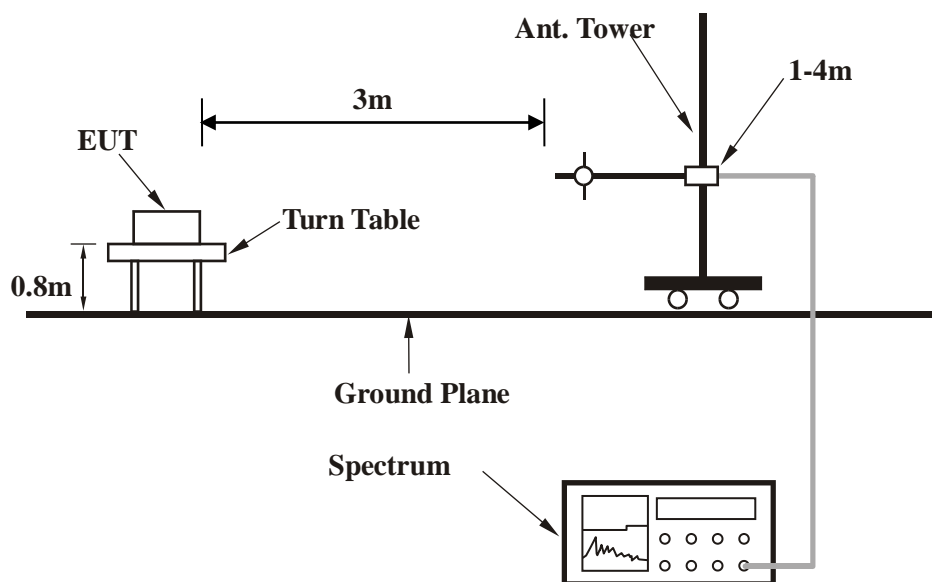 Ant. Tower
1-4m
3m
EUT
Turn Table
0.8m
Ground Plane
Spectrum